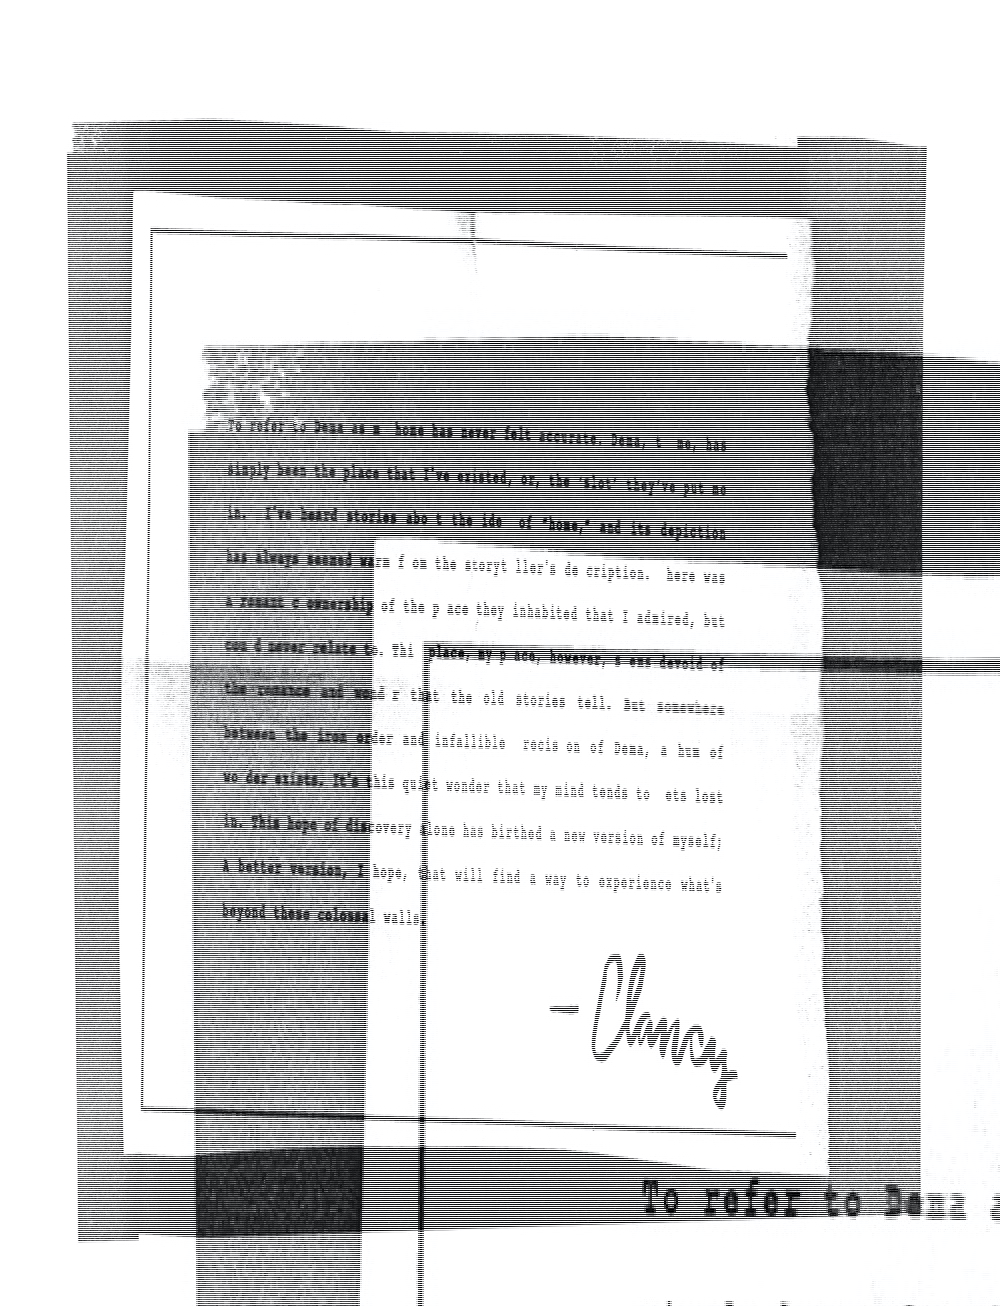 To refer to Dema as a home has never felt accurate. Dema, t me, has
simply been the place that I've existed, or, the 'slot' they've put me
in. I've heard stories abo t the ide of "home," and its depiction
has always seemed warm f om the storyt ller's de cription. here was
a romant c ownership of the p ace they inhabited that I admired, but
cou d never relate to. Thi place, my p ace, however, s ems devoid of
the romance and wond r that the old stories tell. But somewhere
between the iron order and infallible recis on of Dema, a hum of
wo der exists. It's this quiet wonder that my mind tends to ets lost
in. This hope of discovery alone has birthed a new version of myself;
A better version, I hope, that will find a way to experience what's
beyond these colossal walls.
— Clancy
To refer to Dema a